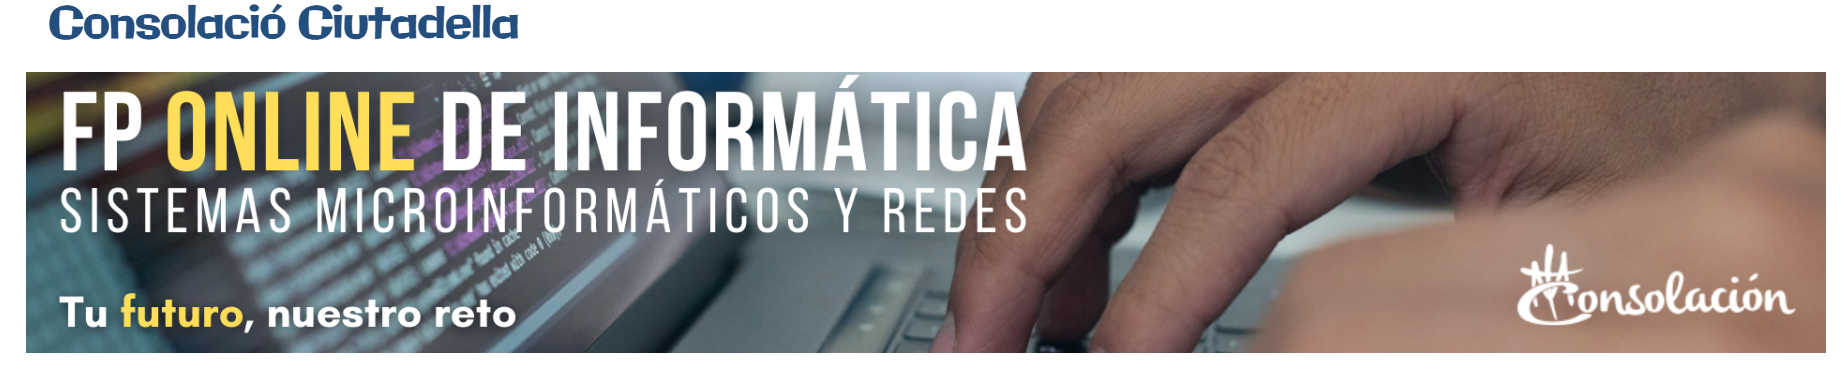 Consolació Ciutadella
FP ONLINE DE INFORMÁTICA
SISTEMAS MICROINFORMÁTICOS Y REDES
Tu futuro, nuestro reto
Consolación